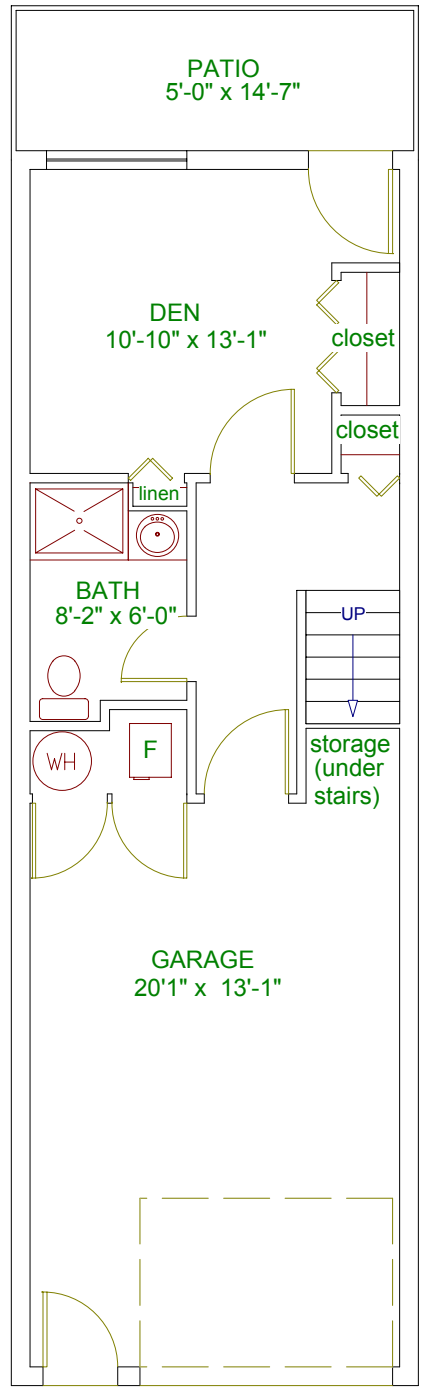 PATIO
5'-0" x 14'-7"
DEN
10'-10" x 13'-1"
closet
closet
linen
BATH
8'-2" x 6'-0"
UP
WH
F
storage
(under
stairs)
GARAGE
20'1" x 13'-1"